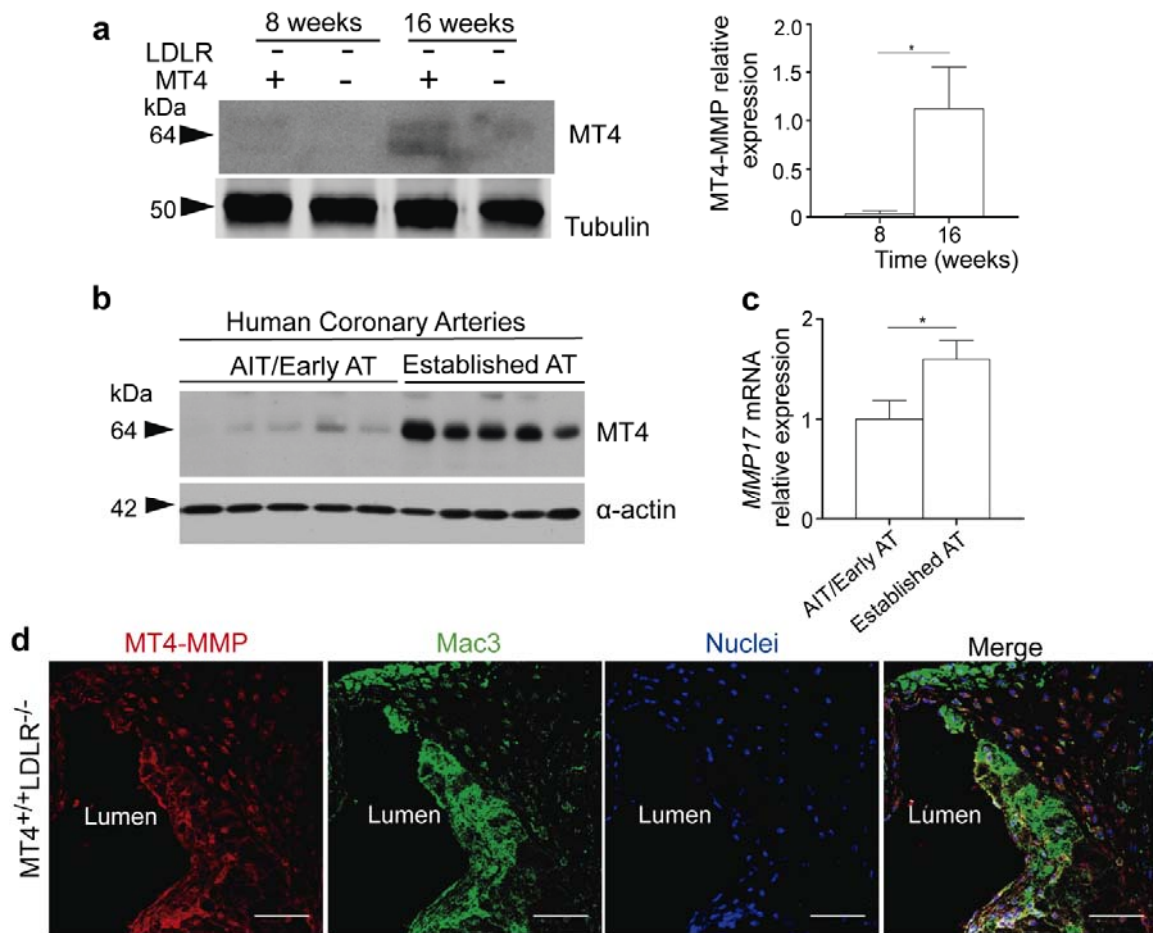 a
8 weeks 16 weeks
LDLR - - - -
MT4 + - + -
kDa
64
MT4
50
Tubulin
MT4-MMP relative
expression
2.0
1.5
1.0
0.5
0
*
8 16
Time (weeks)
b
Human Coronary Arteries
AIT/Early AT Established AT
kDa
64
MT4
42
α-actin
c
MMP17 mRNA
relative expression
2
1
0
*
AIT/Early AT
Established AT
d
MT4-MMP Mac3 Nuclei Merge
MT4+/+LDLR-/-
Lumen Lumen Lumen Lumen